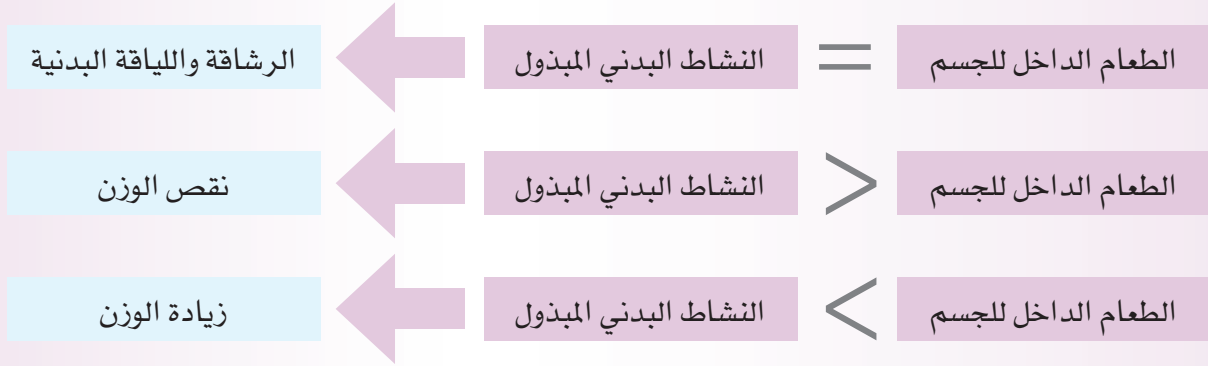 الطعام الداخل للجسم = النشاط البدني المبذول الرشاقة واللياقة البدنية
الطعام الداخل للجسم > النشاط البدني المبذول نقص الوزن
الطعام الداخل للجسم < النشاط البدني المبذول زيادة الوزن